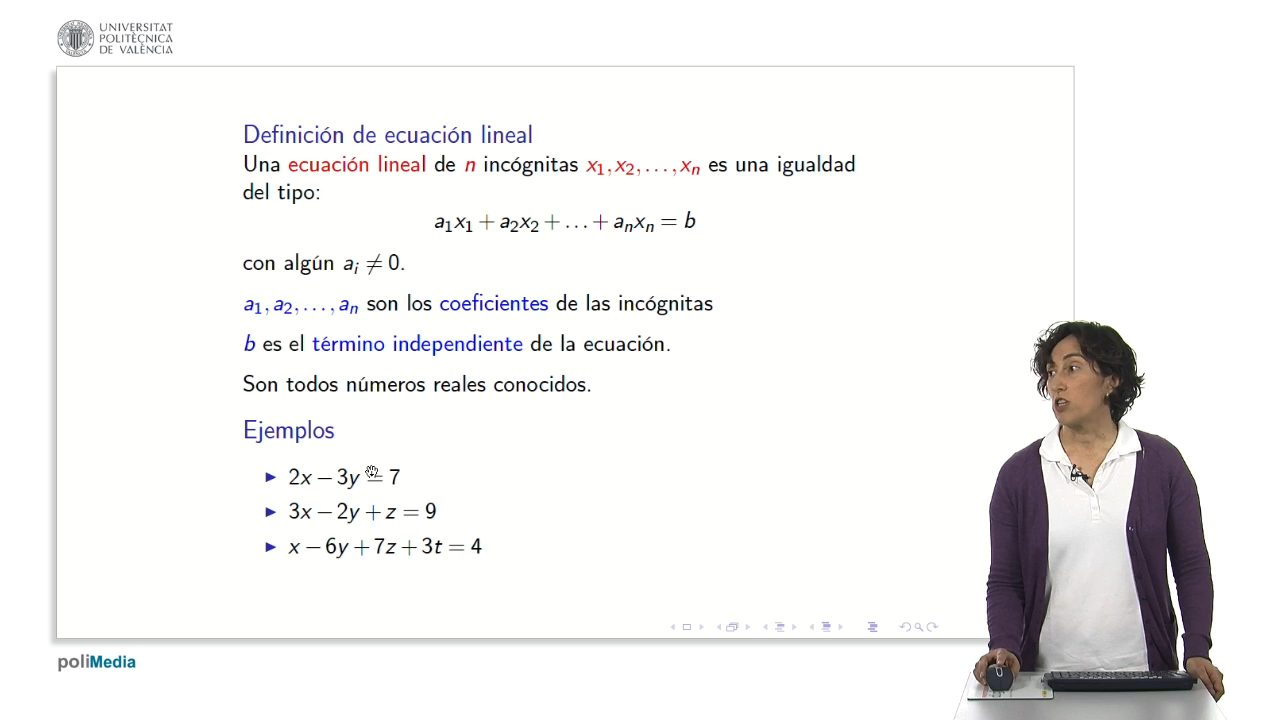 UNIVERSITAT
POLITÈCNICA
DE VALÈNCIA
Definición de ecuación lineal
Una ecuación lineal de n incógnitas x₁, x₂, . . . , xₙ es una igualdad
del tipo:
a₁x₁ + a₂x₂ + . . . + aₙxₙ = b
con algún aᵢ ≠ 0.
a₁, a₂, . . . , aₙ son los coeficientes de las incógnitas
b es el término independiente de la ecuación.
Son todos números reales conocidos.
Ejemplos
▶ 2x − 3y = 7
▶ 3x − 2y + z = 9
▶ x − 6y + 7z + 3t = 4
poliMedia